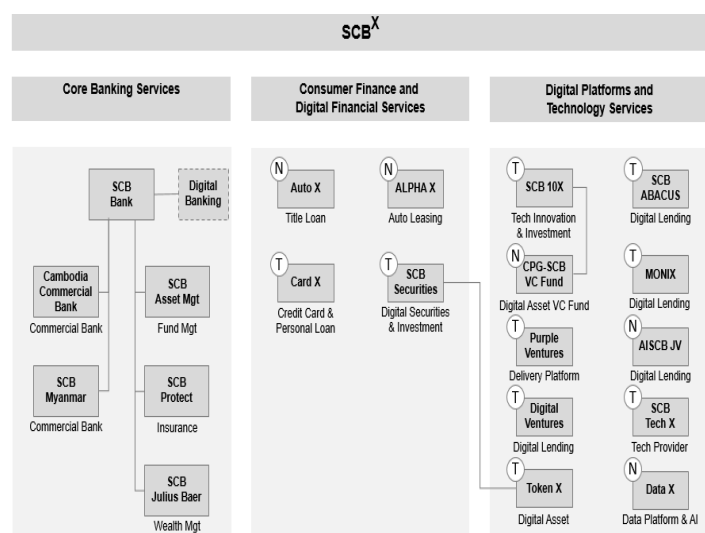 SCBX
Core Banking Services
Consumer Finance and
Digital Financial Services
Digital Platforms and
Technology Services
SCB
Bank
Digital
Banking
Cambodia
Commercial
Bank
Commercial Bank
SCB
Asset Mgt
Fund Mgt
SCB
Myanmar
Commercial Bank
SCB
Protect
Insurance
SCB
Julius Baer
Wealth Mgt
N
Auto X
Title Loan
N
ALPHA X
Auto Leasing
T
Card X
Credit Card &
Personal Loan
T
SCB
Securities
Digital Securities
& Investment
T
SCB 10X
Tech Innovation
& Investment
T
SCB
ABACUS
Digital Lending
N
CPG-SCB
VC Fund
Digital Asset VC Fund
T
MONIX
Digital Lending
T
Purple
Ventures
Delivery Platform
N
AISCB JV
Digital Lending
T
Digital
Ventures
Digital Lending
T
SCB
Tech X
Tech Provider
T
Token X
Digital Asset
N
Data X
Data Platform & AI